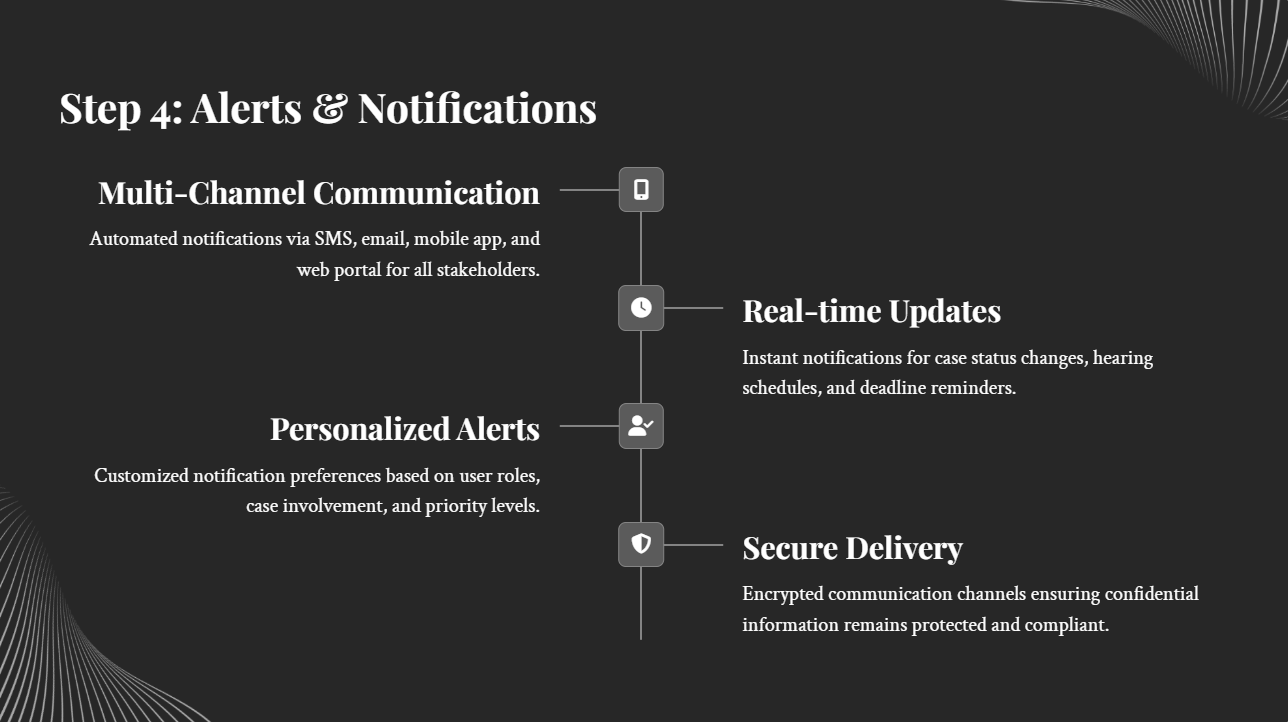 Step 4: Alerts & Notifications
Multi-Channel Communication
Automated notifications via SMS, email, mobile app, and
web portal for all stakeholders.
Real-time Updates
Instant notifications for case status changes, hearing
schedules, and deadline reminders.
Personalized Alerts
Customized notification preferences based on user roles,
case involvement, and priority levels.
Secure Delivery
Encrypted communication channels ensuring confidential
information remains protected and compliant.